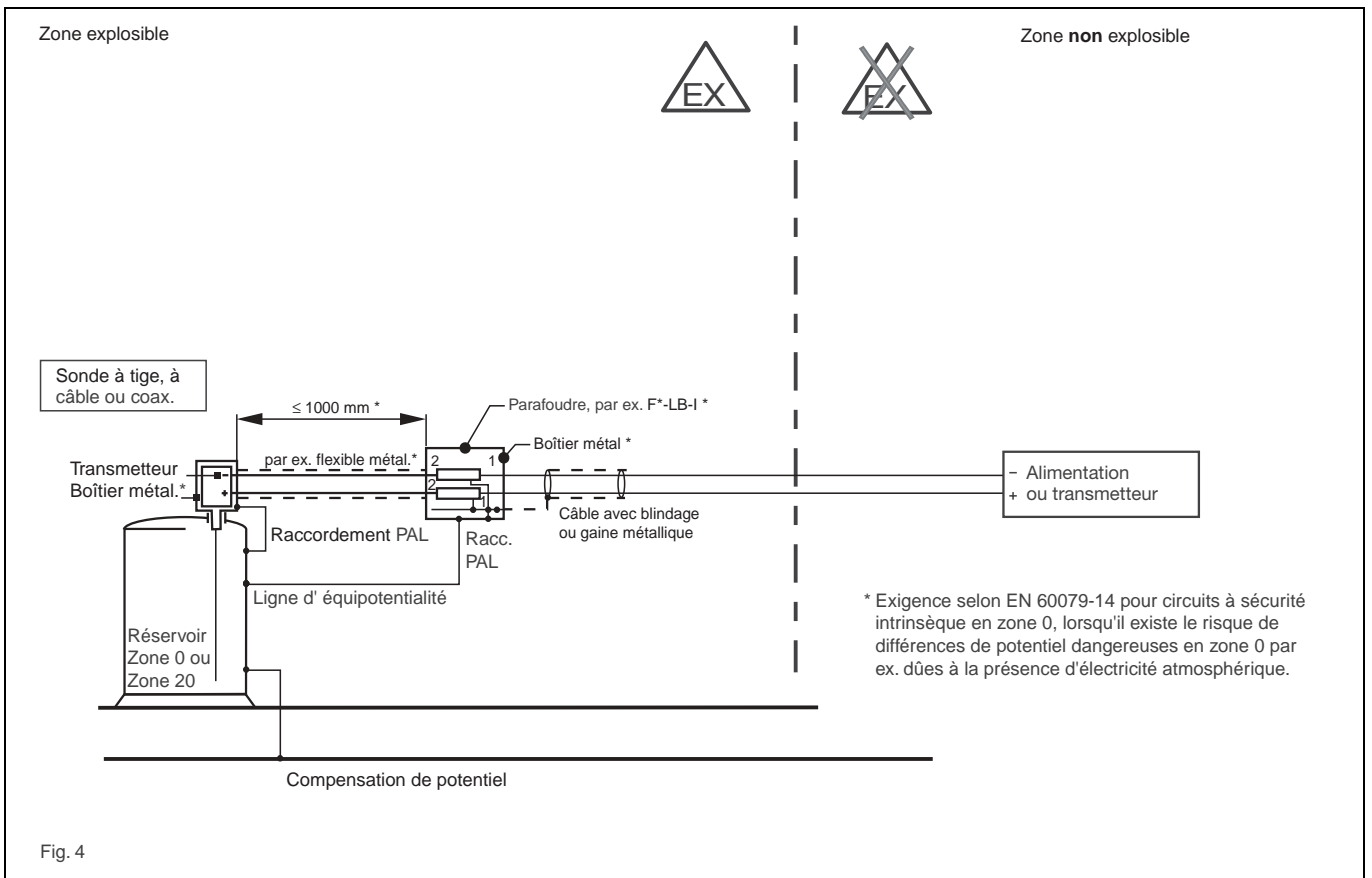 Zone explosible
Zone non explosible
EX
EX
Sonde à tige, à
câble ou coax.
≤ 1000 mm *
Parafoudre, par ex. F*-LB-I *
Boîtier métal *
Transmetteur
Boîtier métal.*
par ex. flexible métal.*
-
+
2
1
2
1
Câble avec blindage
ou gaine métallique
– Alimentation
+ ou transmetteur
Raccordement PAL
Racc.
PAL
Ligne d' équipotentialité
Réservoir
Zone 0 ou
Zone 20
* Exigence selon EN 60079-14 pour circuits à sécurité
intrinsèque en zone 0, lorsqu'il existe le risque de
différences de potentiel dangereuses en zone 0 par
ex. dûes à la présence d'électricité atmosphérique.
Compensation de potentiel
Fig. 4